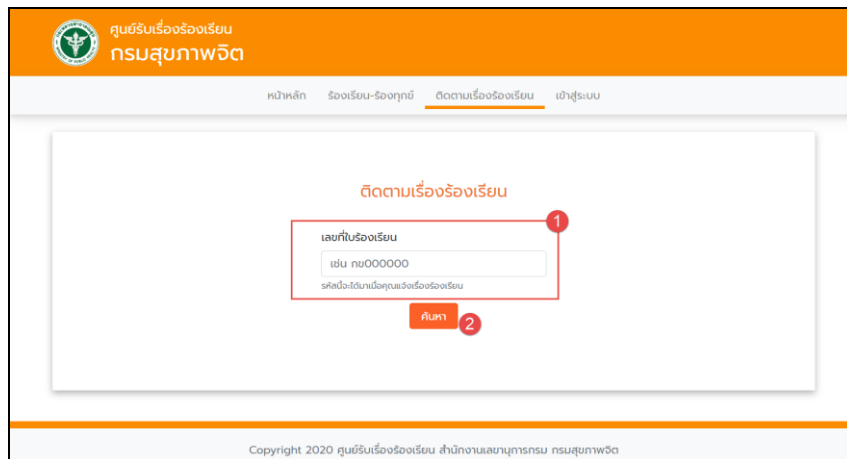 ศูนย์รับเรื่องร้องเรียน
กรมสุขภาพจิต
หน้าหลัก ร้องเรียน-ร้องทุกข์ ติดตามเรื่องร้องเรียน เข้าสู่ระบบ
ติดตามเรื่องร้องเรียน
1
เลขที่ใบร้องเรียน
เช่น กข000000
รหัสนี้จะได้มาเมื่อคุณแจ้งเรื่องร้องเรียน
ค้นหา
2
Copyright 2020 ศูนย์รับเรื่องร้องเรียน สำนักงานเลขานุการกรม กรมสุขภาพจิต